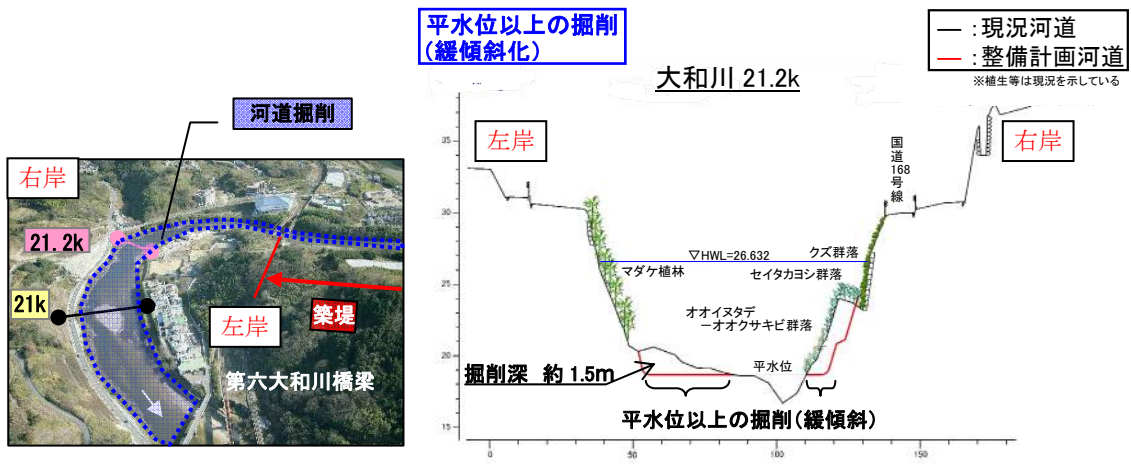 平水位以上の掘削
(緩傾斜化)
― :現況河道
― :整備計画河道
※植生等は現況を示している
大和川 21.2k
河道掘削
右岸
21.2k
21k
左岸
築堤
第六大和川橋梁
左岸
右岸
国道168号線
▽HWL=26.632
クズ群落
マダケ植林
セイタカヨシ群落
オオイヌタデ
ーオオクサキビ群落
平水位
掘削深 約1.5m
平水位以上の掘削(緩傾斜)
35
30
25
20
15
0
50
100
150